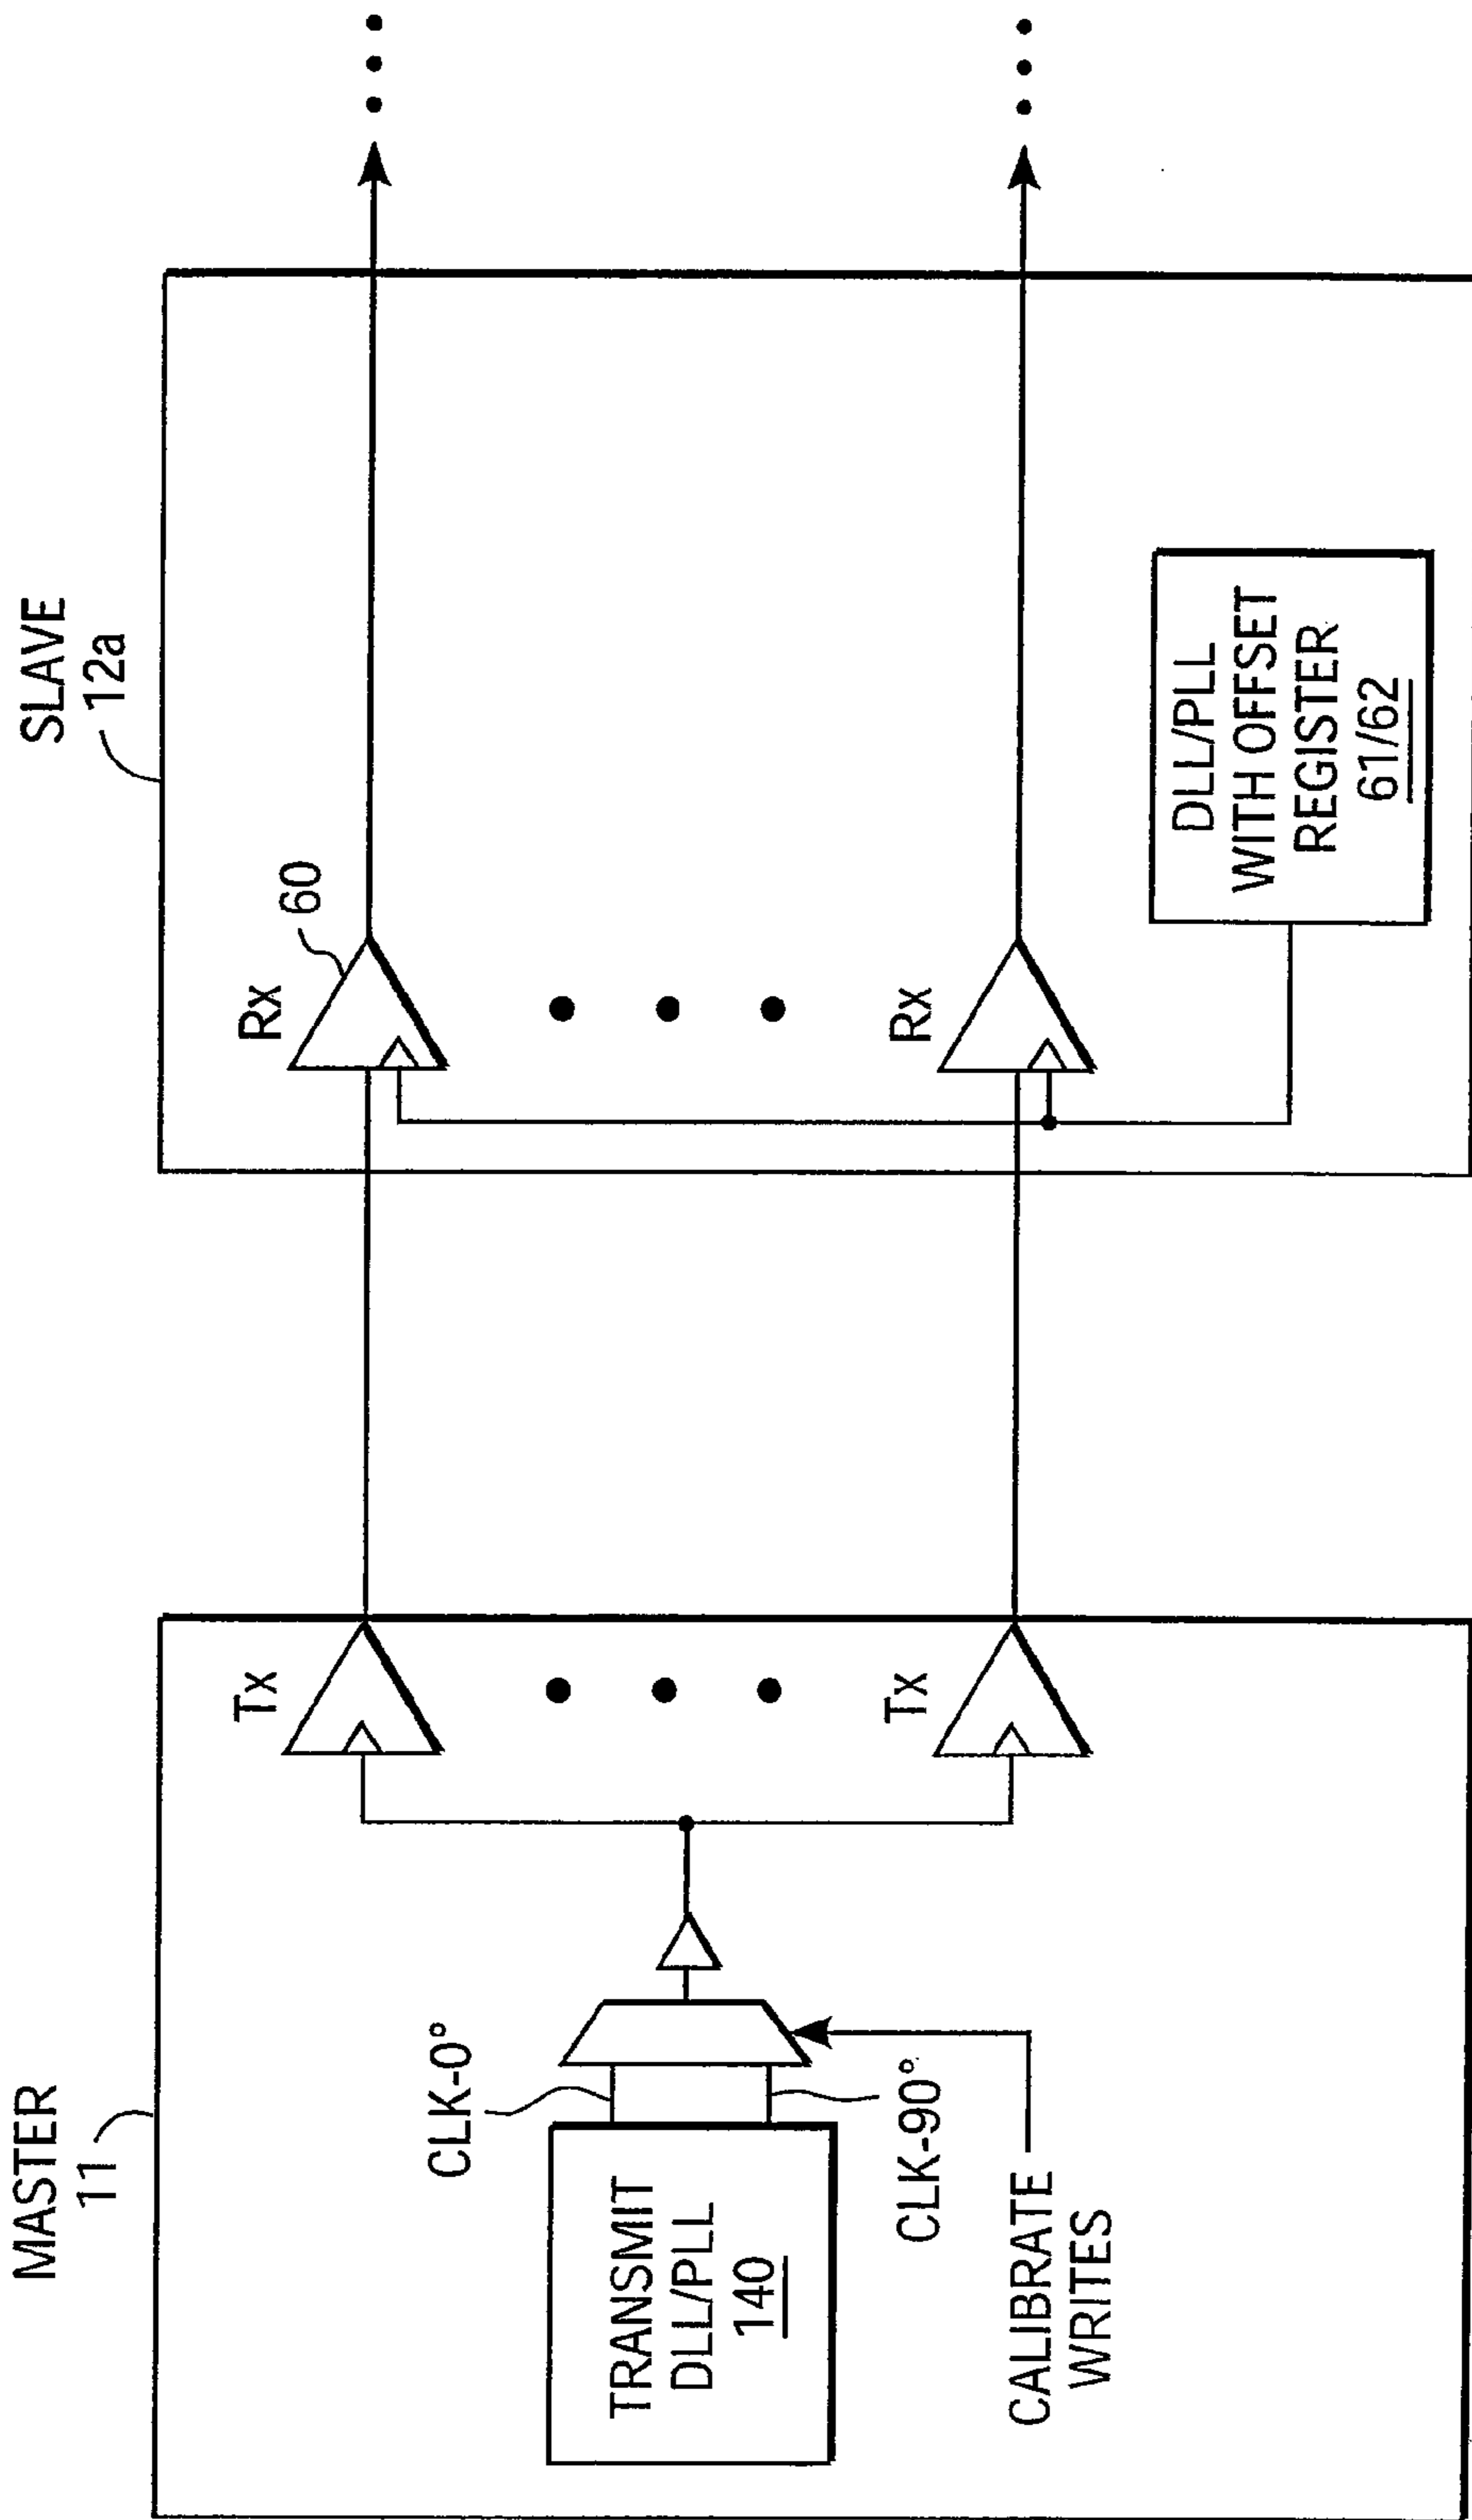 MASTER
11
CLK-0°
TRANSMIT
DLL/PLL
140
CLK-90°
CALIBRATE
WRITES
Tx
Tx
SLAVE
12a
Rx
60
Rx
DLL/PLL
WITH OFFSET
REGISTER
61/62